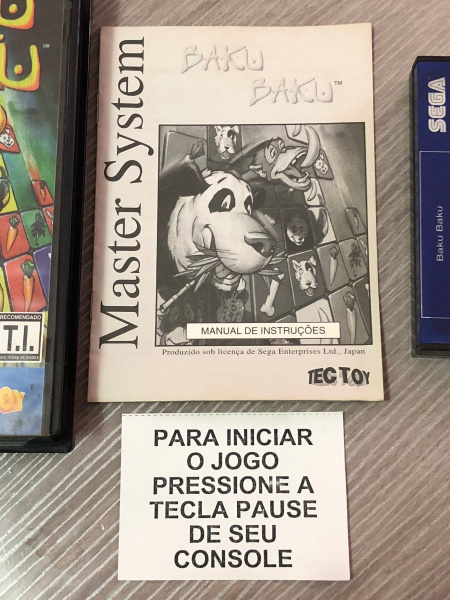 BAKU
BAKU™
Master System
MANUAL DE INSTRUÇÕES
Produzido sob licença de Sega Enterprises Ltd., Japan
TEC TOY
SEGA
Baku Baku
RECOMENDADO
T.I.
TM
PARA INICIAR
O JOGO
PRESSIONE A
TECLA PAUSE
DE SEU
CONSOLE